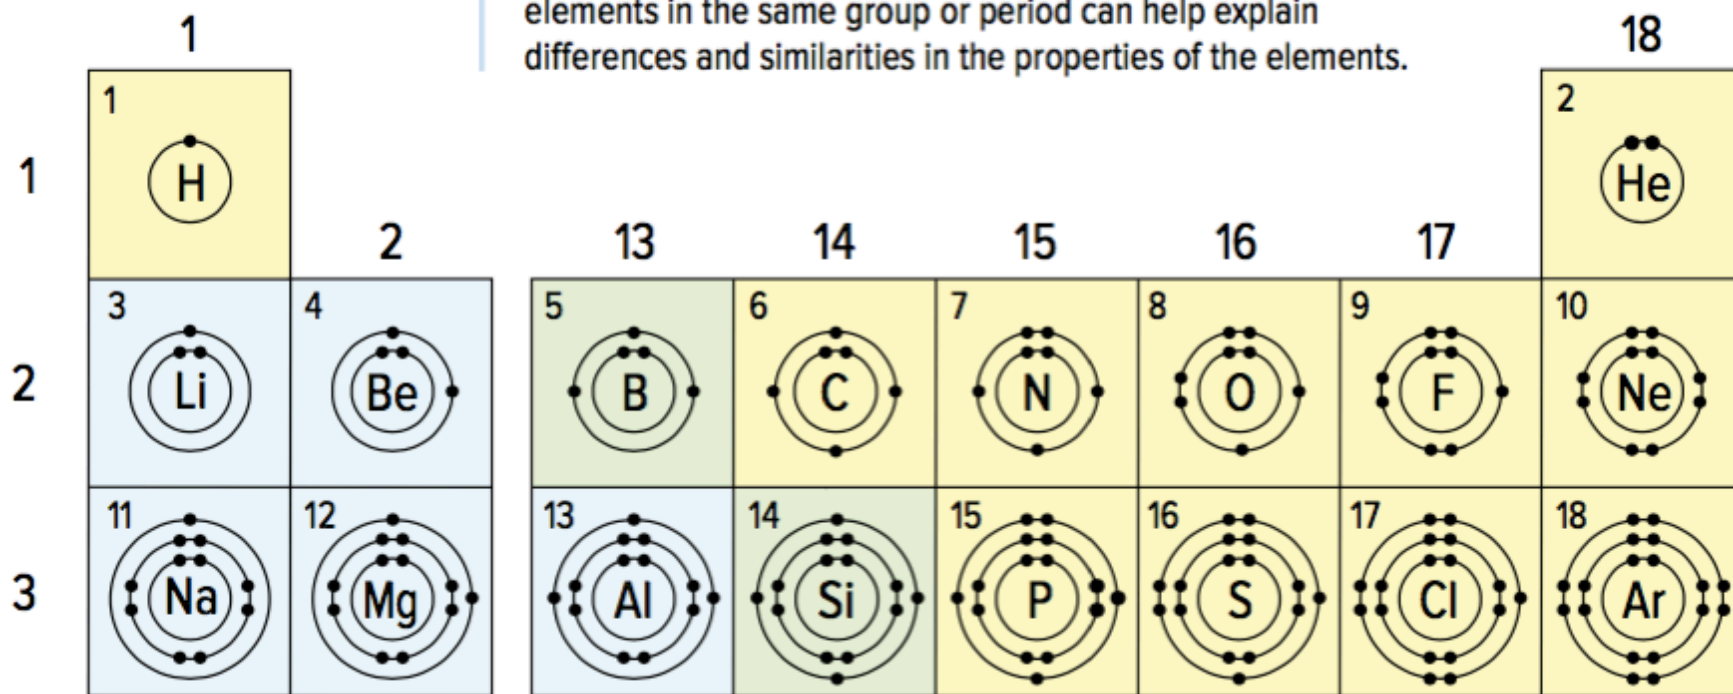 elements in the same group or period can help explain
differences and similarities in the properties of the elements.
1
18
1
1
H
2
He
2
13
14
15
16
17
2
3
Li
4
Be
5
B
6
C
7
N
8
O
9
F
10
Ne
3
11
Na
12
Mg
13
Al
14
Si
15
P
16
S
17
Cl
18
Ar